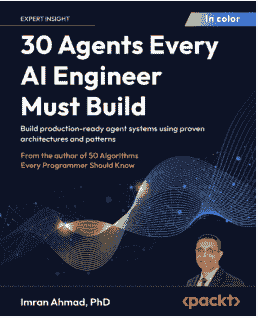 EXPERT INSIGHT
In color
30 Agents Every
AI Engineer
Must Build
Build production-ready agent systems using proven
architectures and patterns
From the author of 50 Algorithms
Every Programmer Should Know
Imran Ahmad, PhD
<packt>